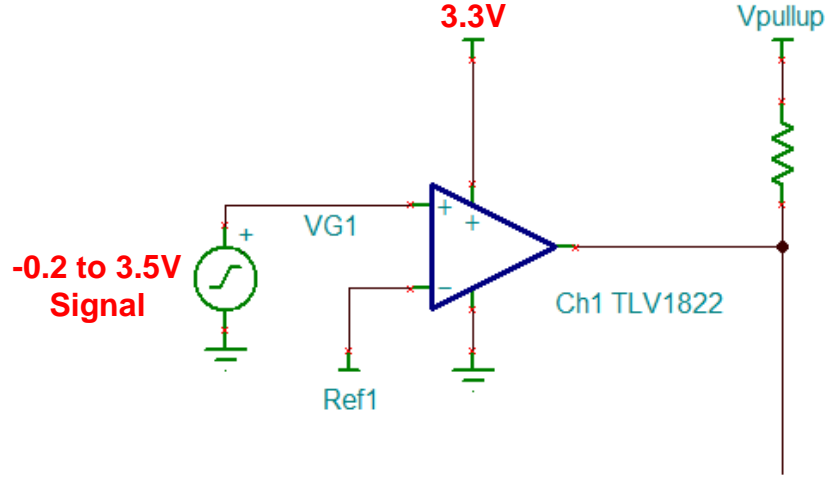 3.3V
Vpullup
+
+
VG1
+
-0.2 to 3.5V
Signal
−
Ch1 TLV1822
Ref1